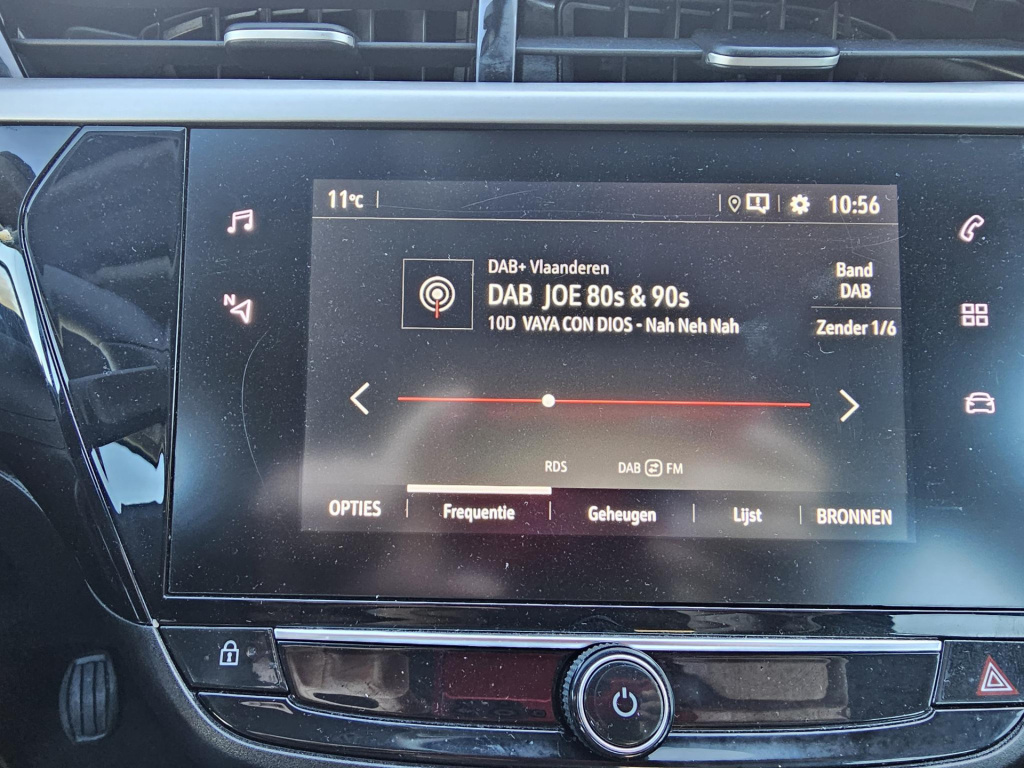 11°C
10:56
N
DAB+ Vlaanderen
DAB JOE 80s & 90s
10D VAYA CON DIOS - Nah Neh Nah
Band
DAB
Zender 1/6
RDS
DAB FM
OPTIES
Frequentie
Geheugen
Lijst
BRONNEN